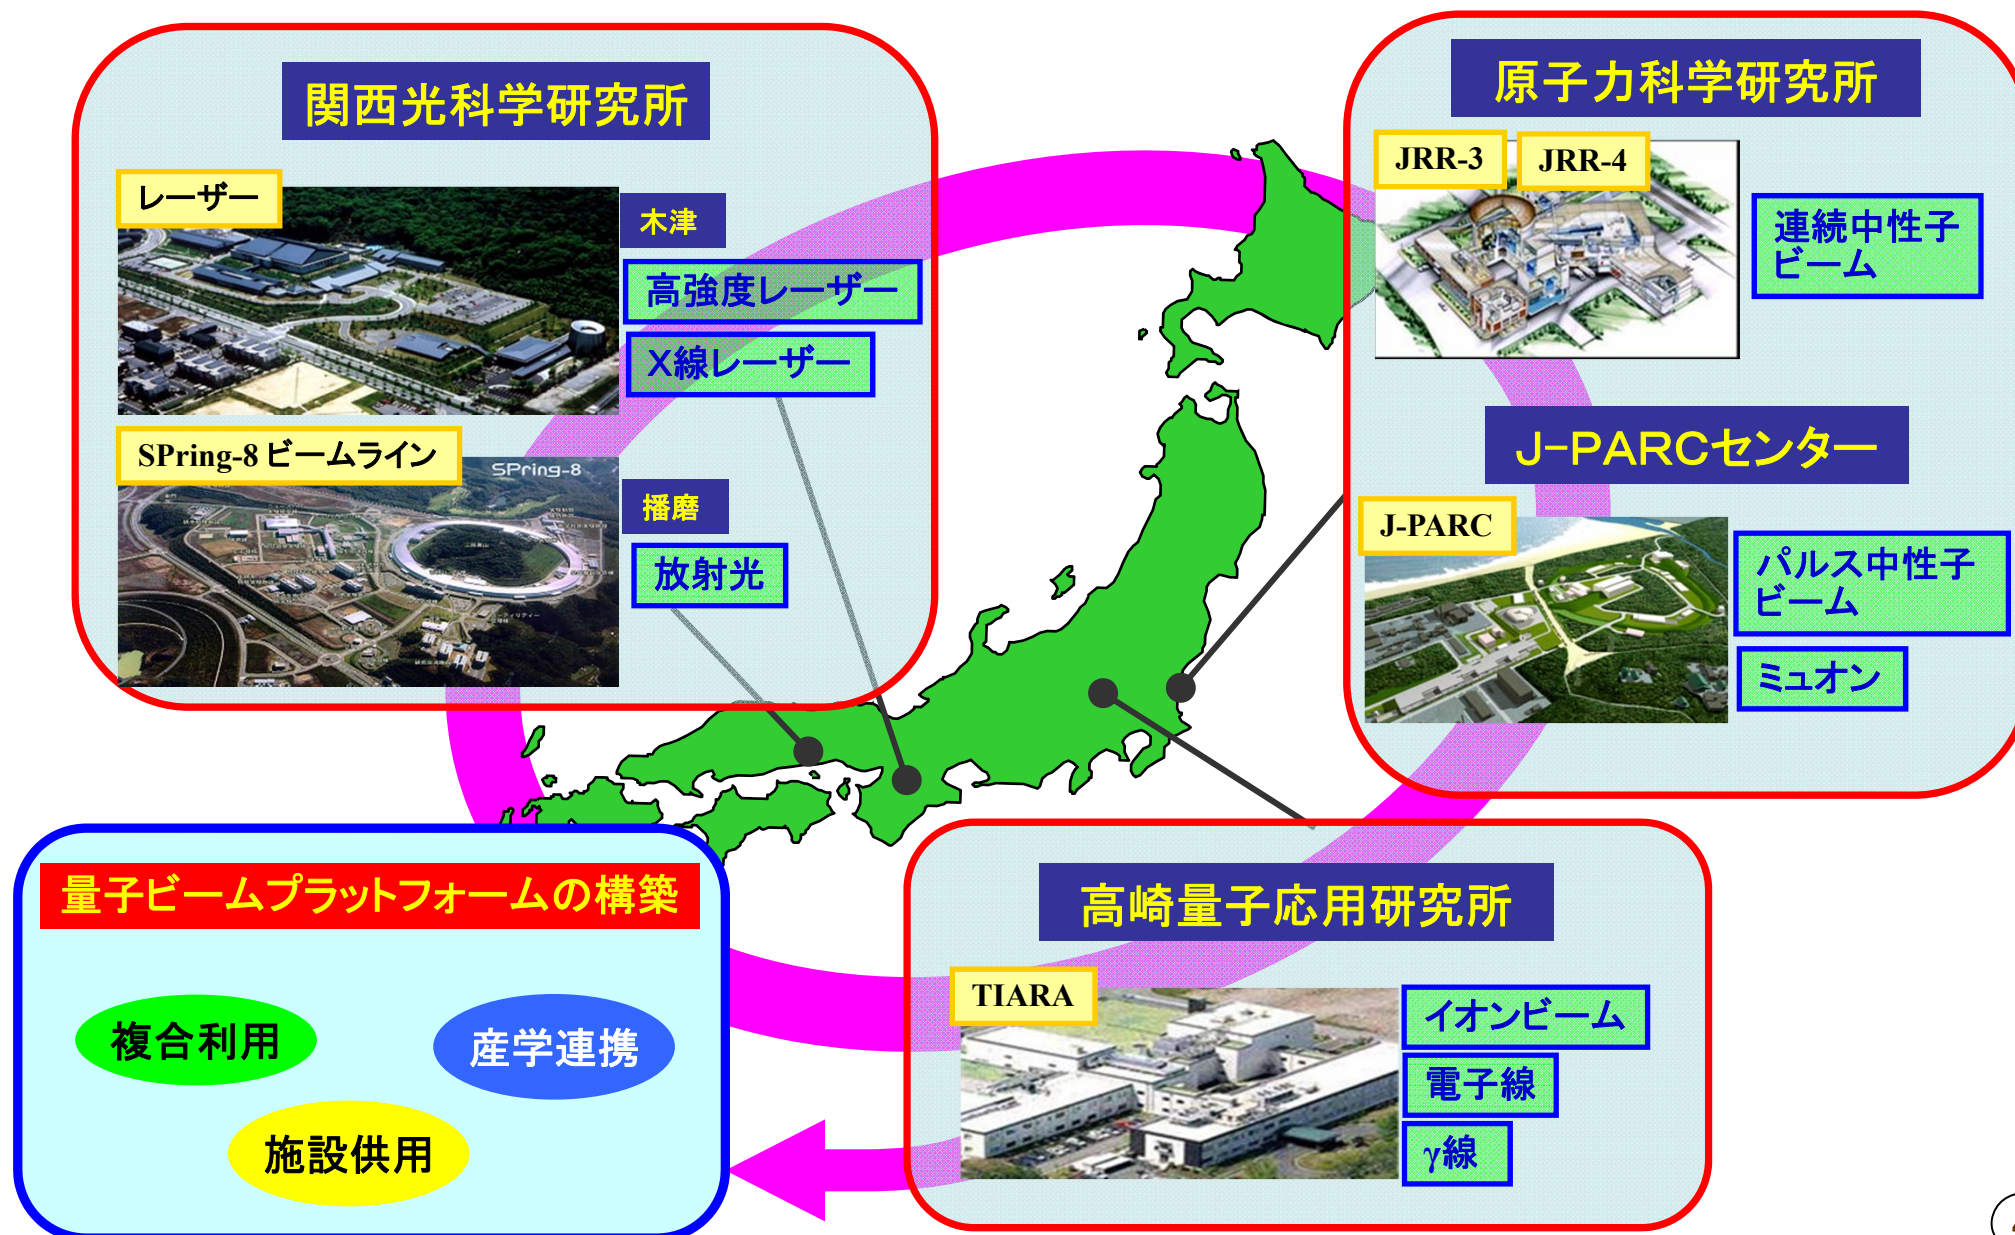 関西光科学研究所
レーザー
木津
高強度レーザー
X線レーザー
SPring-8 ビームライン
SPring-8
播磨
放射光
原子力科学研究所
JRR-3
JRR-4
連続中性子
ビーム
J-PARCセンター
J-PARC
パルス中性子
ビーム
ミュオン
量子ビームプラットフォームの構築
複合利用
産学連携
施設供用
高崎量子応用研究所
TIARA
イオンビーム
電子線
γ線